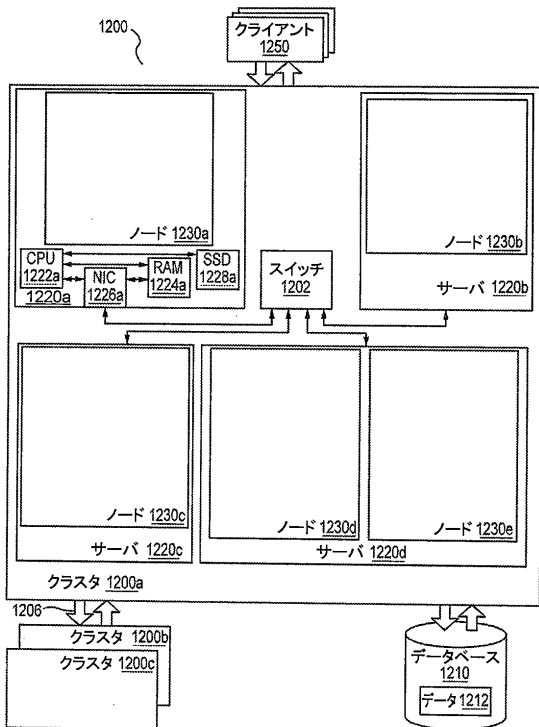 1200
クライアント
1250
ノード 1230a
CPU
1222a
NIC
1226a
RAM
1224a
SSD
1228a
1220a
ノード 1230b
サーバ 1220b
スイッチ
1202
ノード 1230c
サーバ 1220c
ノード 1230d
ノード 1230e
サーバ 1220d
クラスタ 1200a
1206
クラスタ 1200b
クラスタ 1200c
データベース
1210
データ 1212